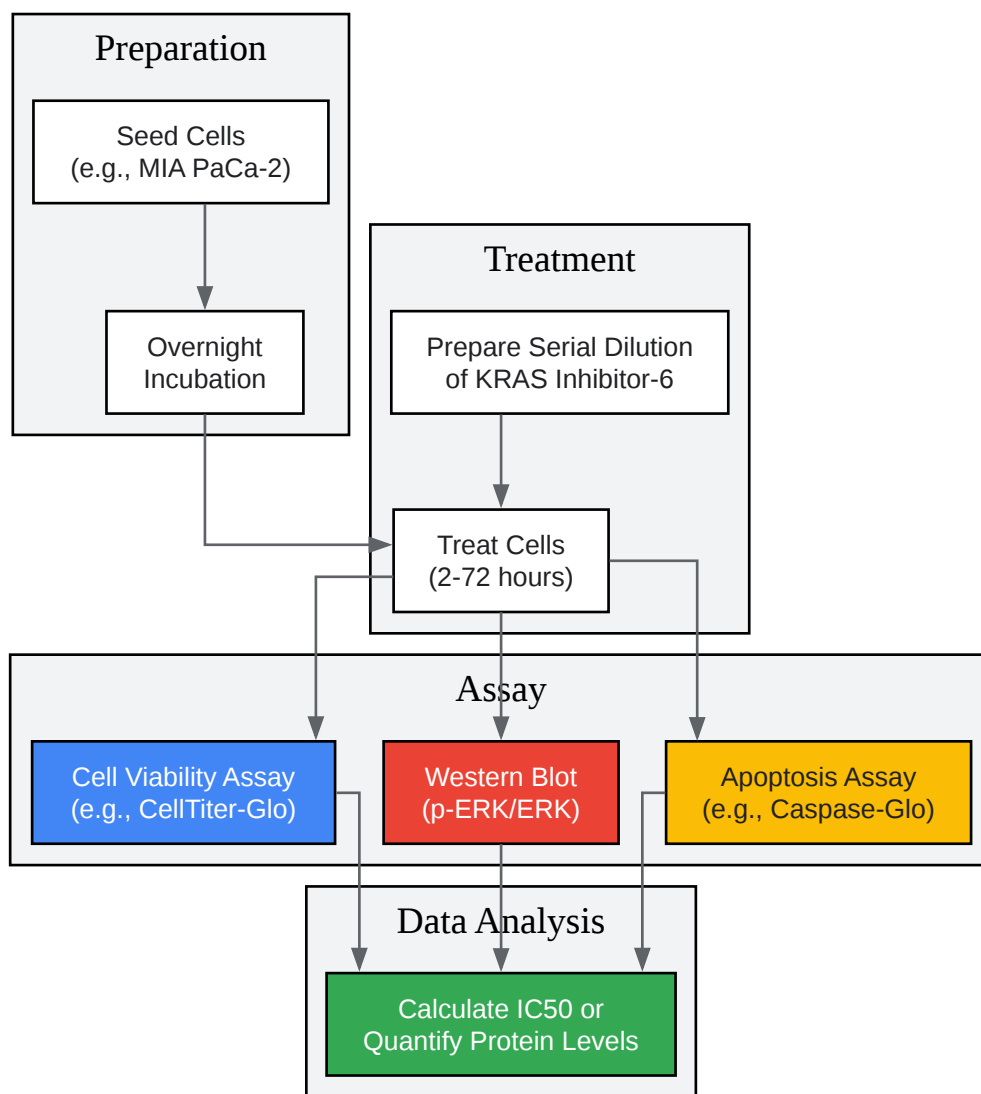 Preparation
Seed Cells
(e.g., MIA PaCa-2)
Overnight
Incubation
Treatment
Prepare Serial Dilution
of KRAS Inhibitor-6
Treat Cells
(2-72 hours)
Assay
Cell Viability Assay
(e.g., CellTiter-Glo)
Western Blot
(p-ERK/ERK)
Apoptosis Assay
(e.g., Caspase-Glo)
Data Analysis
Calculate IC50 or
Quantify Protein Levels